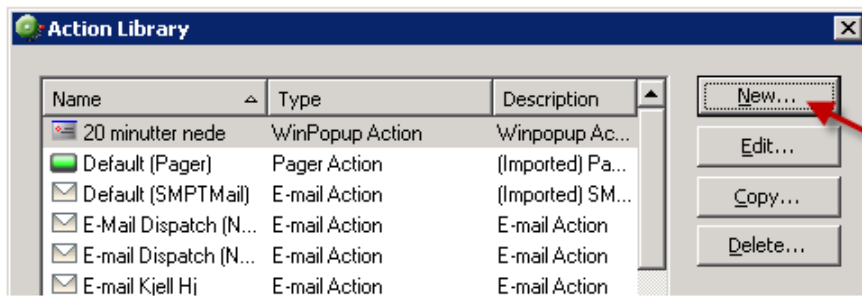 Action Library
Name Type Description
20 minutter nede WinPopup Action Winpopup Ac...
Default (Pager) Pager Action (Imported) Pa...
Default (SMPTMail) E-mail Action (Imported) SM...
E-Mail Dispatch (N... E-mail Action E-mail Action
E-mail Dispatch (N... E-mail Action E-mail Action
E-mail Kjell Hj E-mail Action E-mail Action
New...
Edit...
Copy...
Delete...